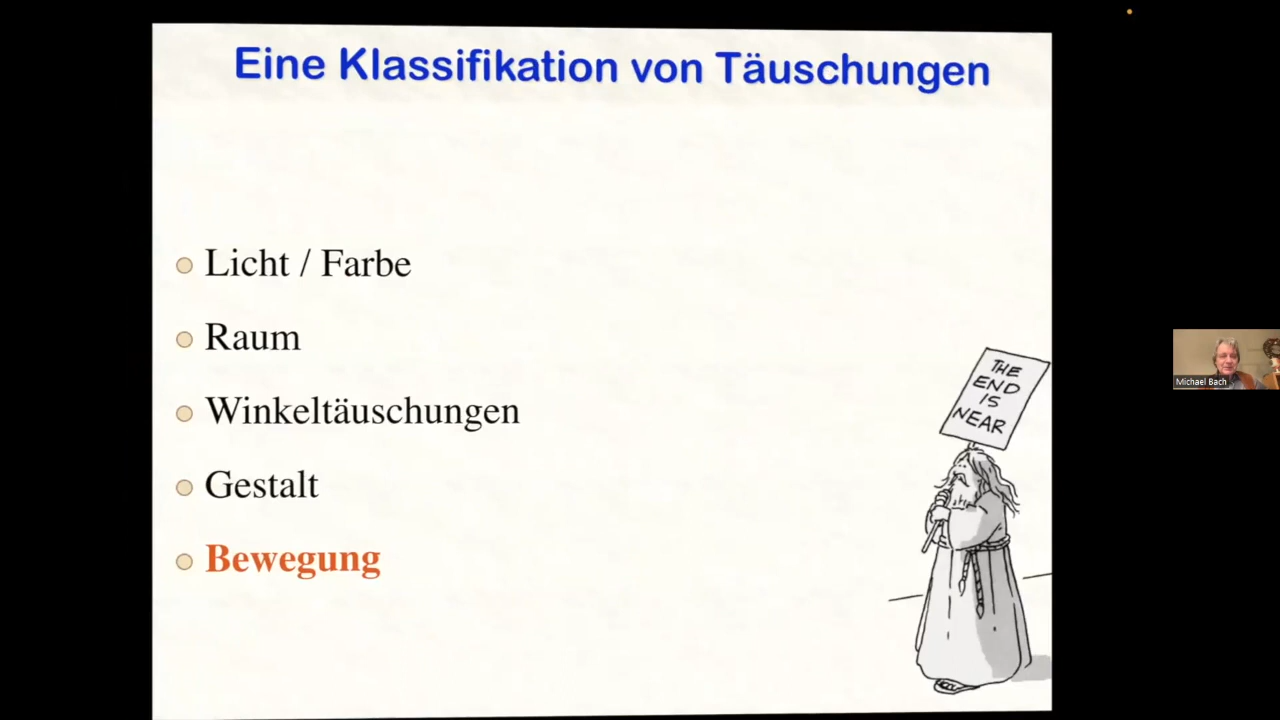 Eine Klassifikation von Täuschungen
Licht / Farbe
Raum
Winkeltäuschungen
Gestalt
Bewegung
THE
END
IS
NEAR
Michael Bach